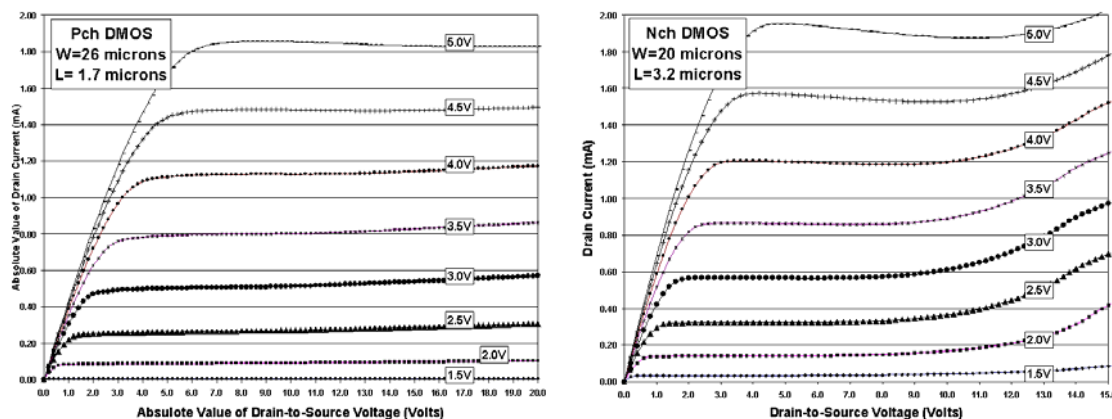 Pch DMOS
W=26 microns
L= 1.7 microns
Absolute Value of Drain Current (mA)
2.00
1.80
1.60
1.40
1.20
1.00
0.80
0.60
0.40
0.20
0.00
5.0V
4.5V
4.0V
3.5V
3.0V
2.5V
2.0V
1.5V
0.0 1.0 2.0 3.0 4.0 5.0 6.0 7.0 8.0 9.0 10.0 11.0 12.0 13.0 14.0 15.0 16.0 17.0 18.0 19.0 20.0
Absulote Value of Drain-to-Source Voltage (Volts)
Nch DMOS
W=20 microns
L=3.2 microns
Drain Current (mA)
2.00
1.80
1.60
1.40
1.20
1.00
0.80
0.60
0.40
0.20
0.00
5.0V
4.5V
4.0V
3.5V
3.0V
2.5V
2.0V
1.5V
0.0 1.0 2.0 3.0 4.0 5.0 6.0 7.0 8.0 9.0 10.0 11.0 12.0 13.0 14.0
Drain-to-Source Voltage (Volts)